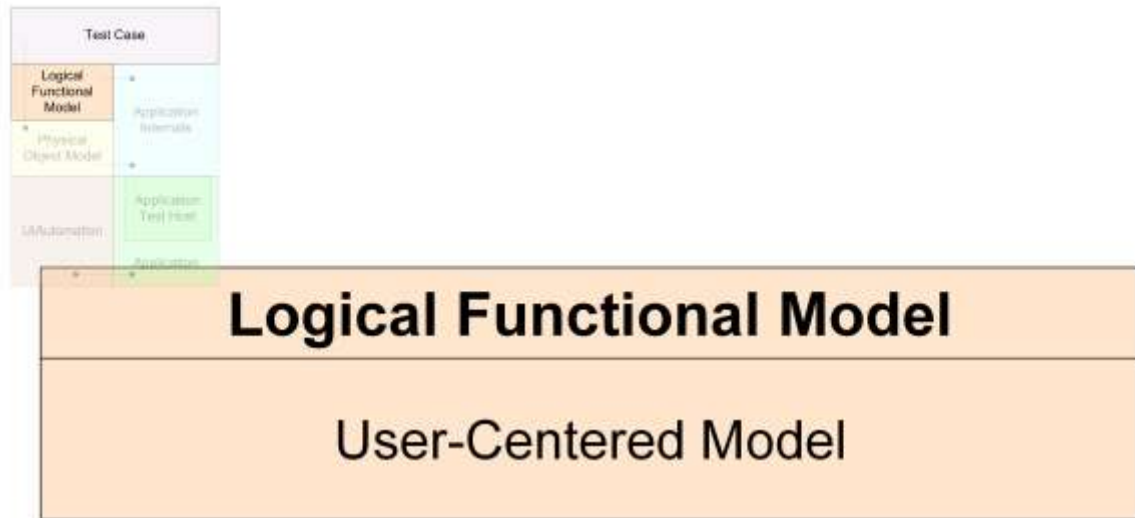 Test Case
Logical
Functional
Model
Application
Internals
Physical
Object Model
Application
Test Host
UIAutomation
Application
Logical Functional Model
User-Centered Model